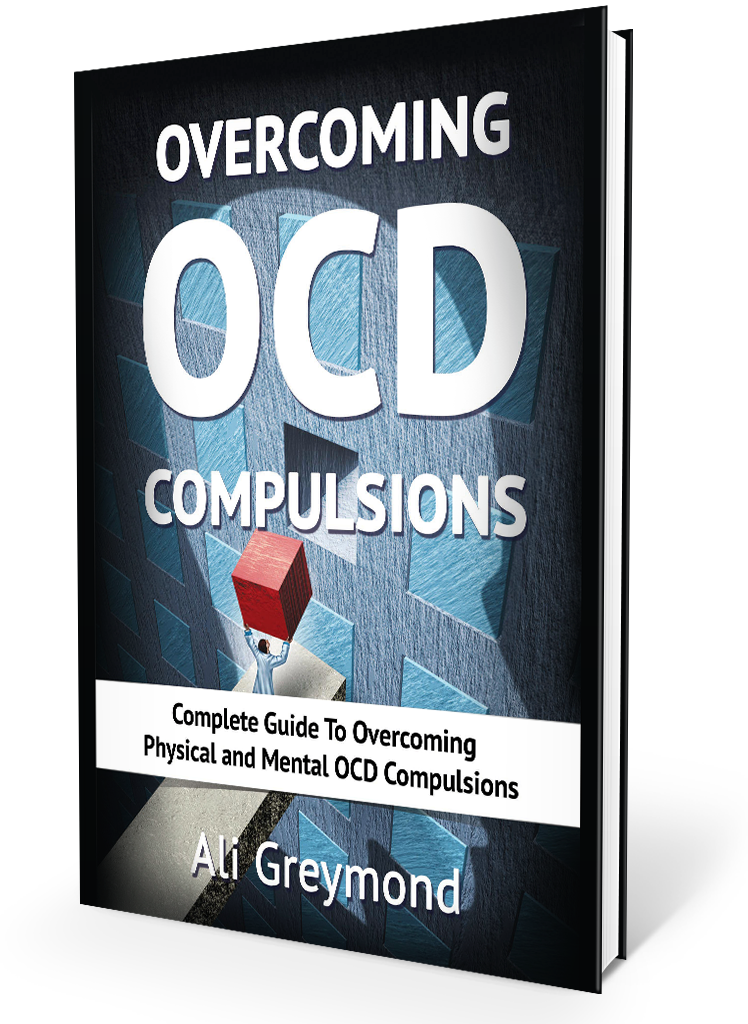 OVERCOMING
OCD
COMPULSIONS
Complete Guide To Overcoming
Physical and Mental OCD Compulsions
Ali Greymond